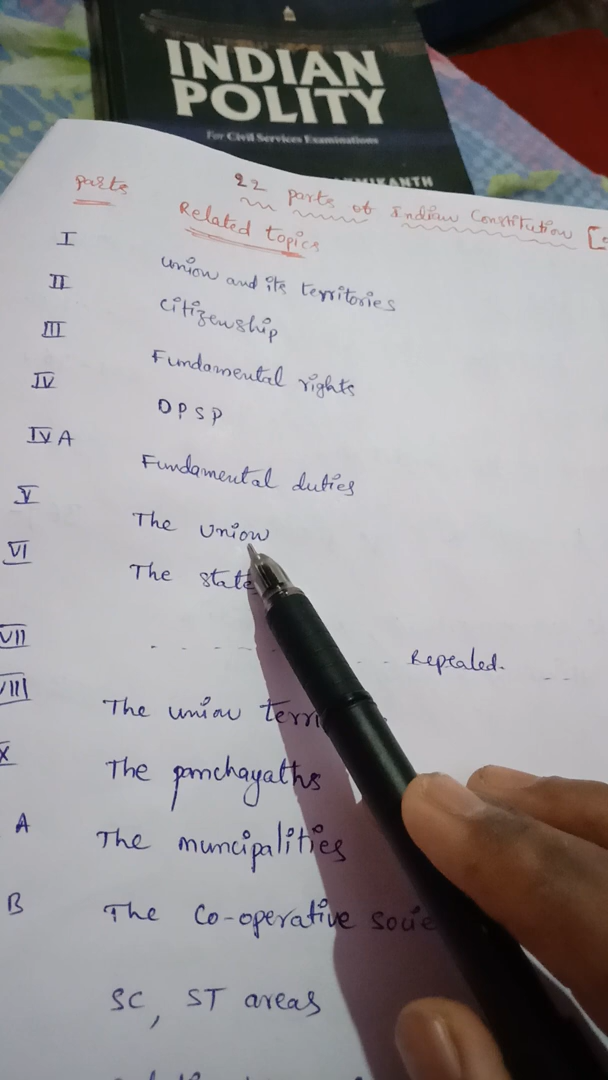 INDIAN
POLITY
For Civil Services Examinations
22 parts of Indian Constitution
parts Related topics
I Union and its territories
II Citizenship
III Fundamental rights
IV DPSP
IV A Fundamental duties
V The Union
VI The state
VII Repealed.
VIII The union terri
X The panchayaths
A The muncipalities
B The Co-operative socie
SC, ST areas